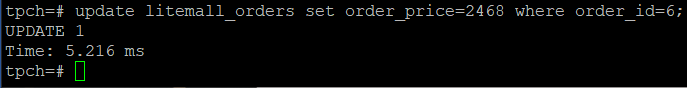 tpch=# update litemall_orders set order_price=2468 where order_id=6;
UPDATE 1
Time: 5.216 ms
tpch=#